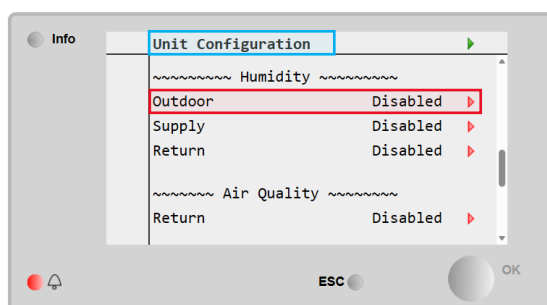 Info
Unit Configuration
~~~~~~~~~ Humidity ~~~~~~~~~
Outdoor Disabled
Supply Disabled
Return Disabled
~~~~~~~ Air Quality ~~~~~~~~
Return Disabled
ESC
OK